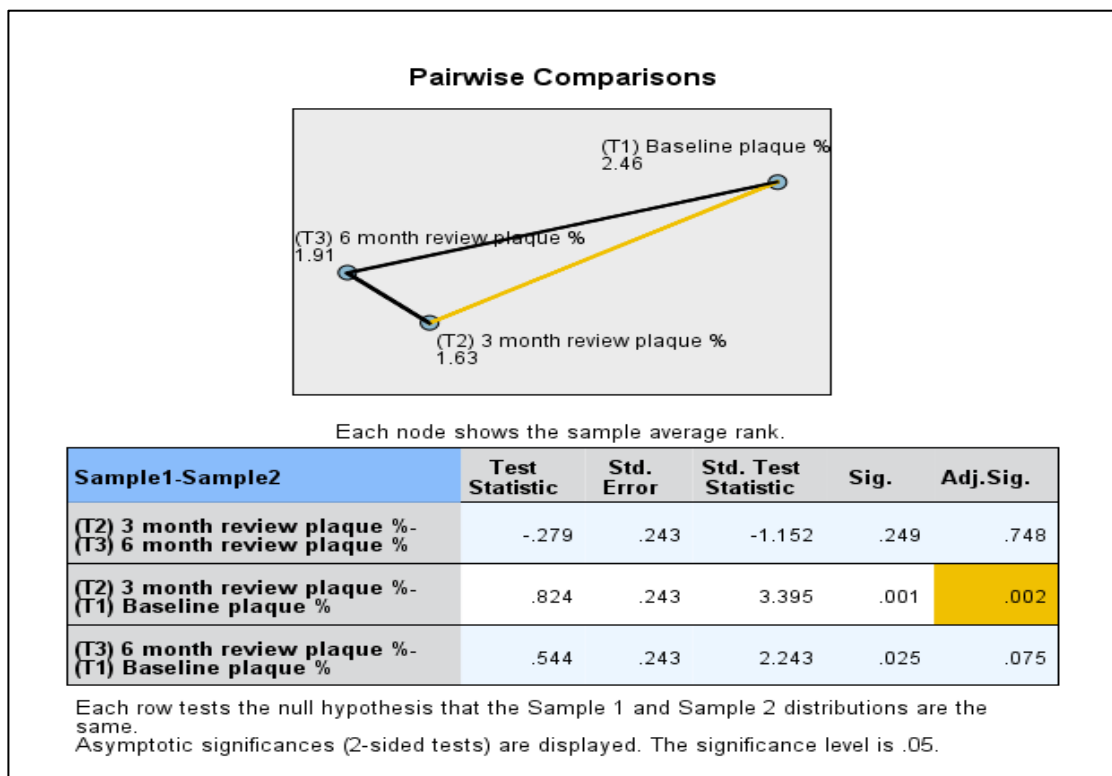 Pairwise Comparisons
(T1) Baseline plaque %
2.46
(T3) 6 month review plaque %
1.91
(T2) 3 month review plaque %
1.63
Each node shows the sample average rank.
Sample1-Sample2 Test Statistic Std. Error Std. Test Statistic Sig. Adj.Sig.
(T2) 3 month review plaque %-
(T3) 6 month review plaque % -.279 .243 -1.152 .249 .748
(T2) 3 month review plaque %-
(T1) Baseline plaque % .824 .243 3.395 .001 .002
(T3) 6 month review plaque %-
(T1) Baseline plaque % .544 .243 2.243 .025 .075
Each row tests the null hypothesis that the Sample 1 and Sample 2 distributions are the
same.
Asymptotic significances (2-sided tests) are displayed. The significance level is .05.